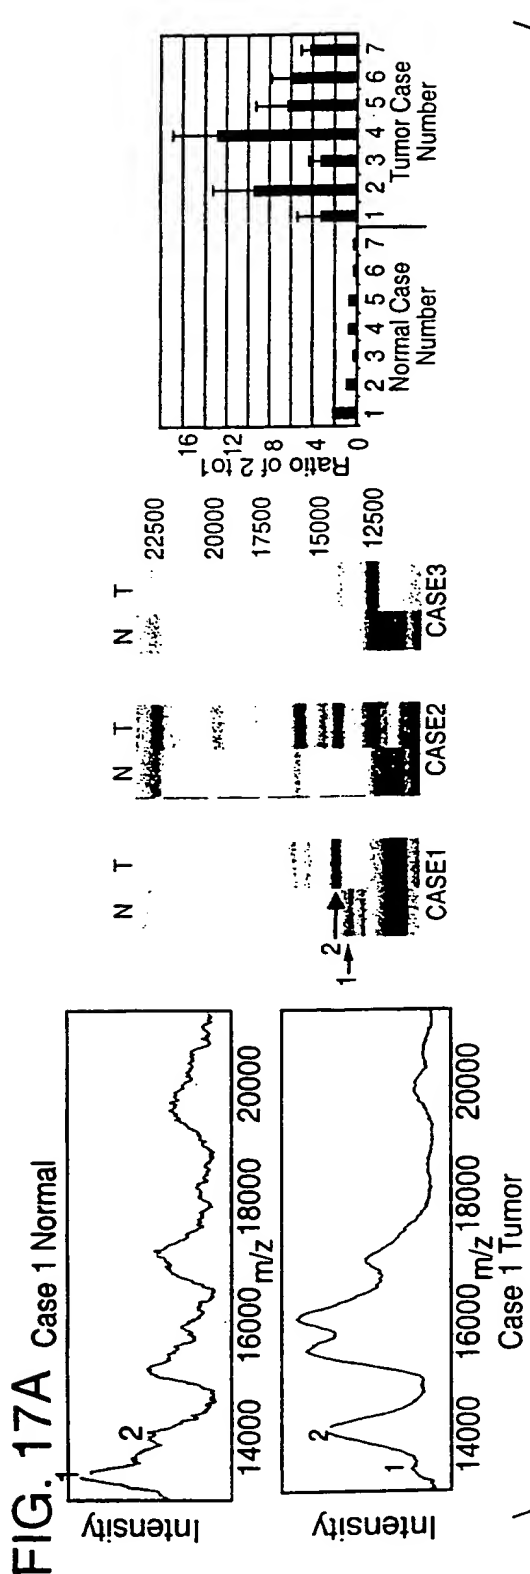 FIG. 17A
Case 1 Normal
Intensity
1
2
14000 16000 18000 20000
m/z
Intensity
1
2
14000 16000 18000 20000
m/z
Case 1 Tumor
N T
1
2
CASE1
N T
CASE2
N T
CASE3
22500
20000
17500
15000
12500
Ratio of 2 to1
16
12
8
4
0
1 2 3 4 5 6 7
Normal Case
Number
1 2 3 4 5 6 7
Tumor Case
Number